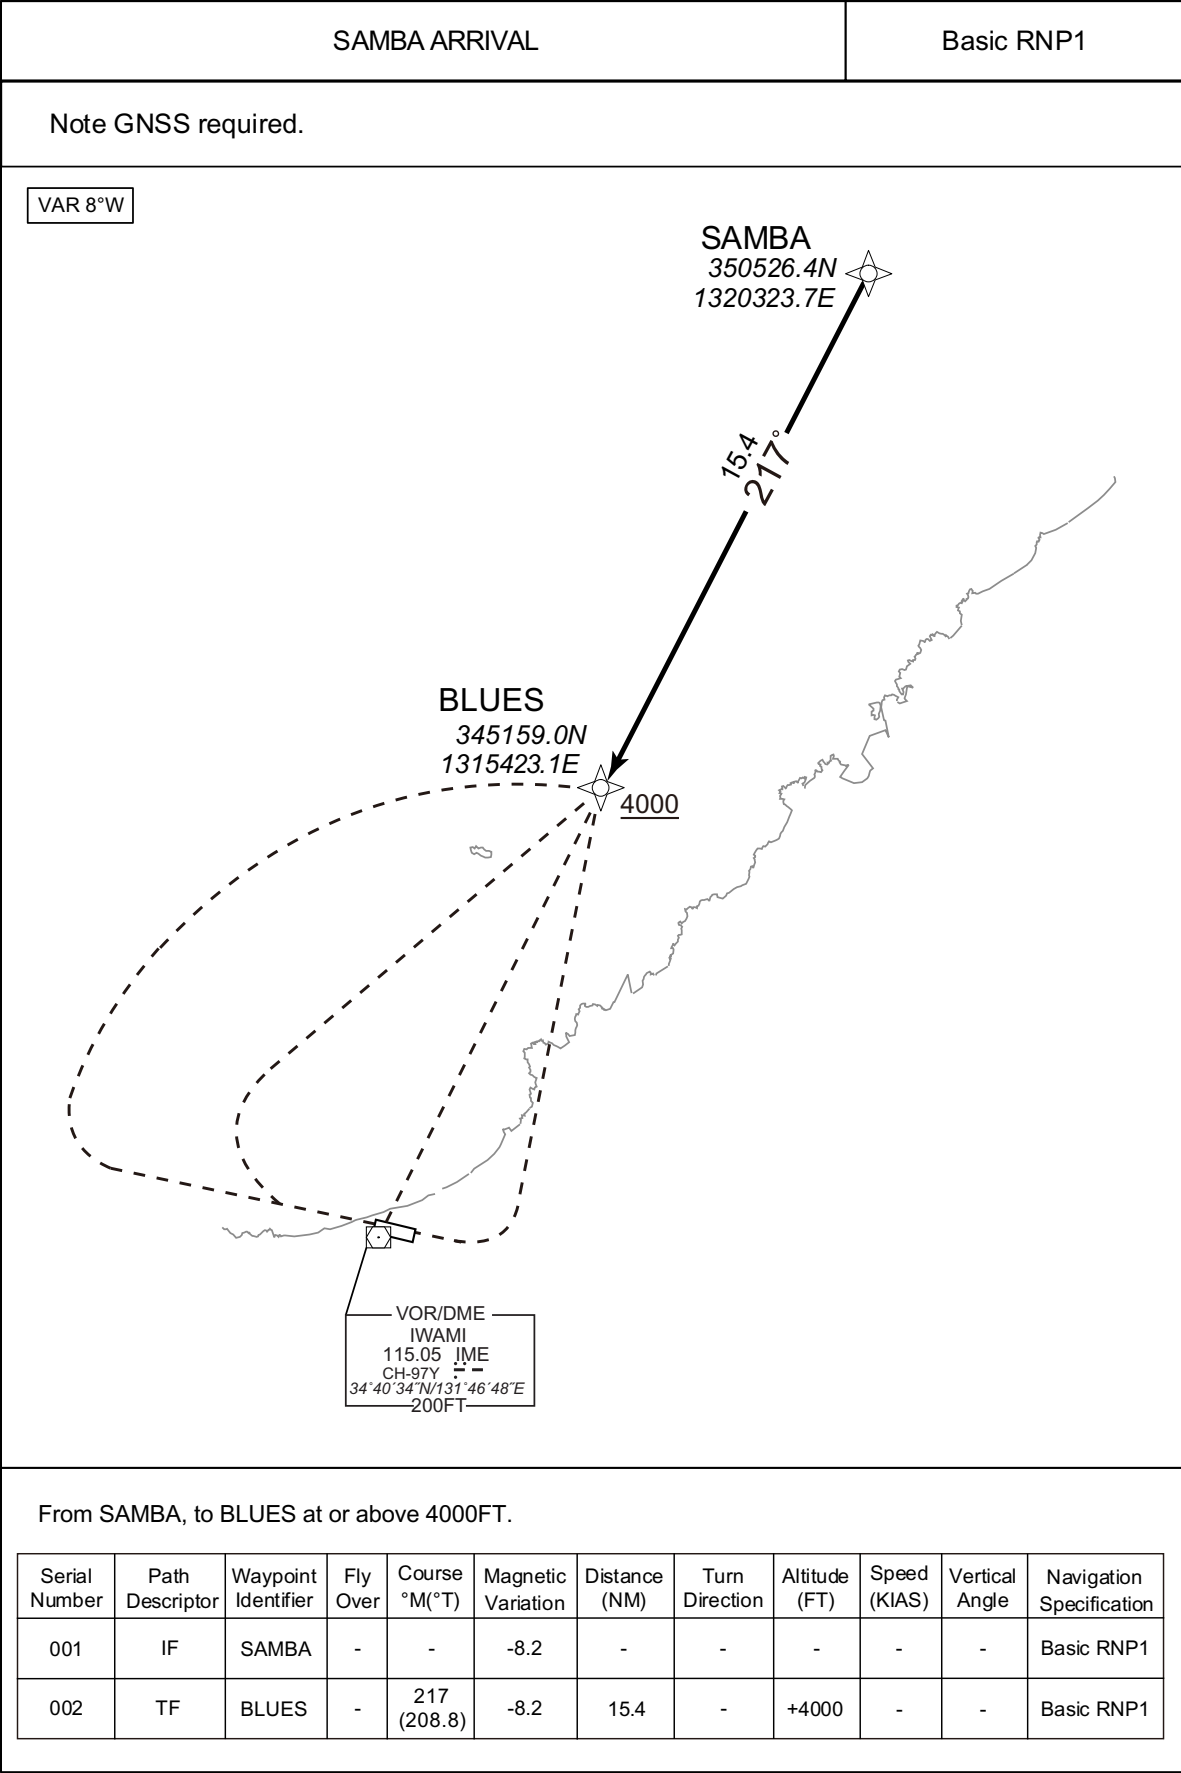 SAMBA ARRIVAL
Basic RNP1
Note GNSS required.
VAR 8°W
SAMBA
350526.4N
1320323.7E
15.4
217°
BLUES
345159.0N
1315423.1E
4000
VOR/DME
IWAMI
115.05 IME
CH-97Y
34°40´34˝N/131°46´48˝E
200FT
From SAMBA, to BLUES at or above 4000FT.
Serial Number Path Descriptor Waypoint Identifier Fly Over Course °M(°T) Magnetic Variation Distance (NM) Turn Direction Altitude (FT) Speed (KIAS) Vertical Angle Navigation Specification
001 IF SAMBA - - -8.2 - - - - - Basic RNP1
002 TF BLUES - 217 (208.8) -8.2 15.4 - +4000 - - Basic RNP1